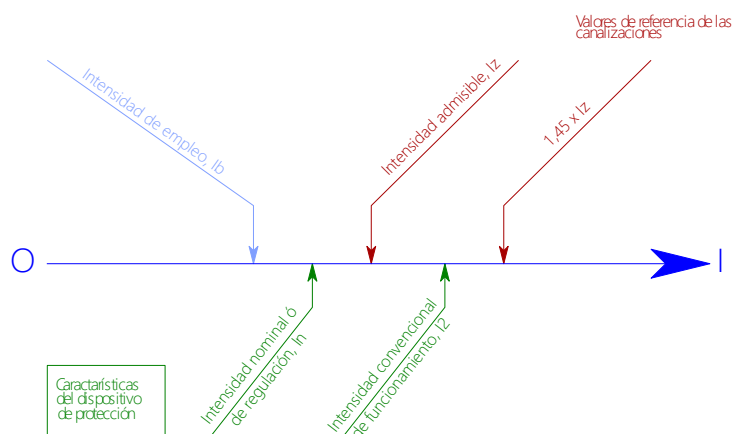 Valores de referencia de las
canalizaciones
Intensidad de empleo, Ib
Intensidad admisible, Iz
1,45 x Iz
O
I
Intensidad nominal ó
de regulación, In
Intensidad convencional
de funcionamiento, I2
Caractarísticas
del dispositivo
de protección